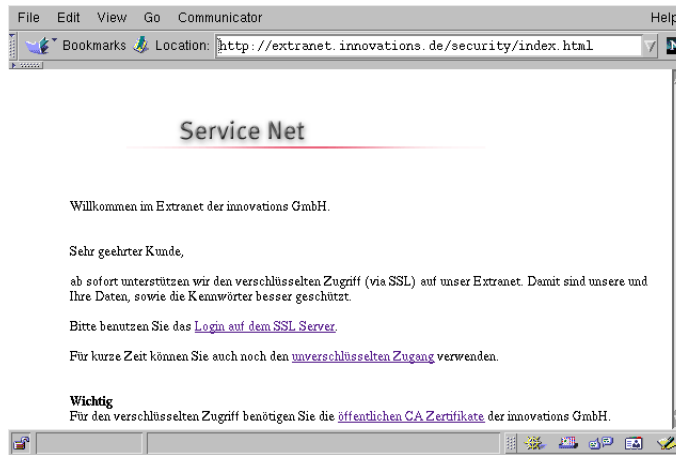 File Edit View Go Communicator Help
Bookmarks Location: http://extranet.innovations.de/security/index.html N
Service Net
Willkommen im Extranet der innovations GmbH.
Sehr geehrter Kunde,
ab sofort unterstützen wir den verschlüsselten Zugriff (via SSL) auf unser Extranet. Damit sind unsere und
Ihre Daten, sowie die Kennwörter besser geschützt.
Bitte benutzen Sie das Login auf dem SSL Server.
Für kurze Zeit können Sie auch noch den unverschlüsselten Zugang verwenden.
Wichtig
Für den verschlüsselten Zugriff benötigen Sie die öffentlichen CA Zertifikate der innovations GmbH.